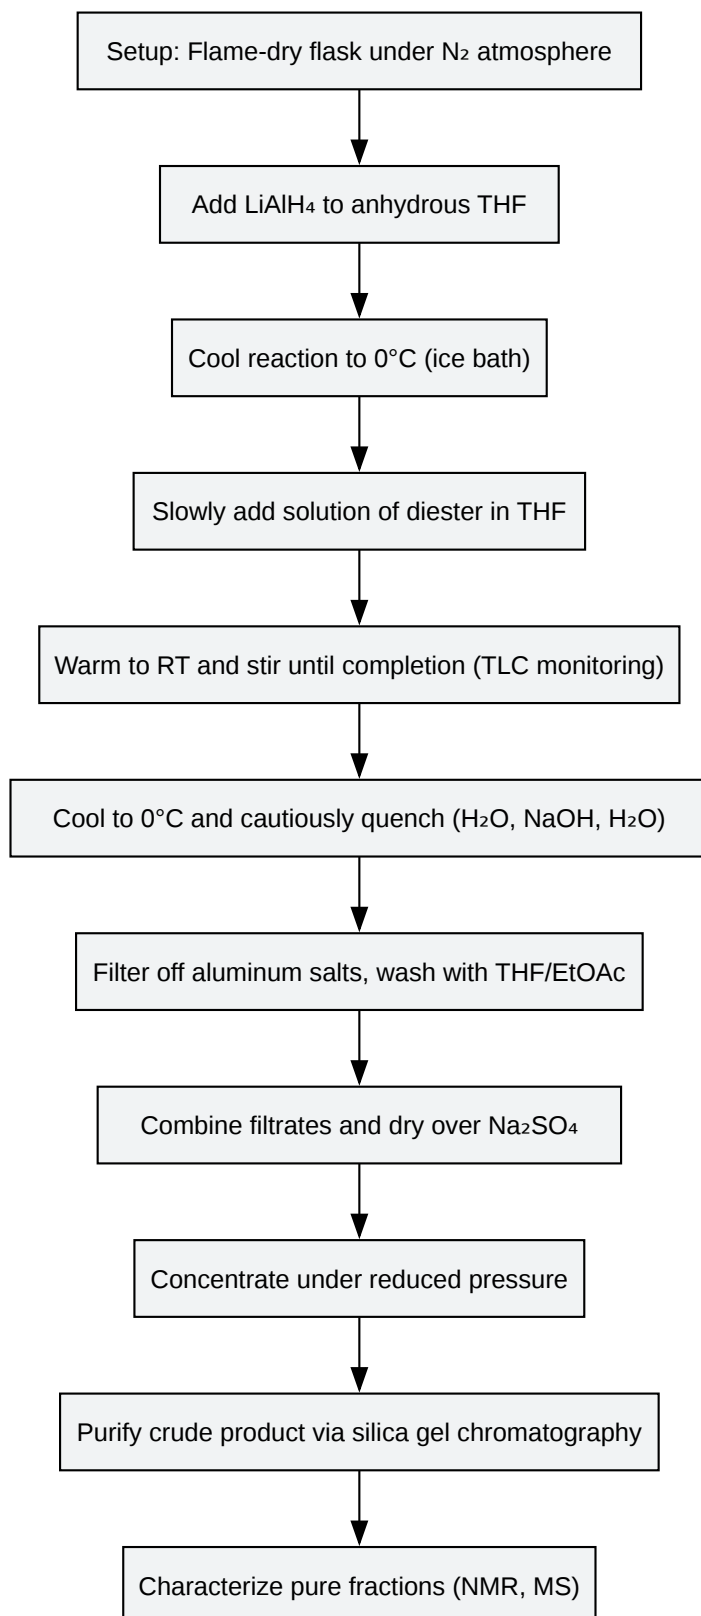 Setup: Flame-dry flask under N₂ atmosphere
Add LiAlH₄ to anhydrous THF
Cool reaction to 0°C (ice bath)
Slowly add solution of diester in THF
Warm to RT and stir until completion (TLC monitoring)
Cool to 0°C and cautiously quench (H₂O, NaOH, H₂O)
Filter off aluminum salts, wash with THF/EtOAc
Combine filtrates and dry over Na₂SO₄
Concentrate under reduced pressure
Purify crude product via silica gel chromatography
Characterize pure fractions (NMR, MS)